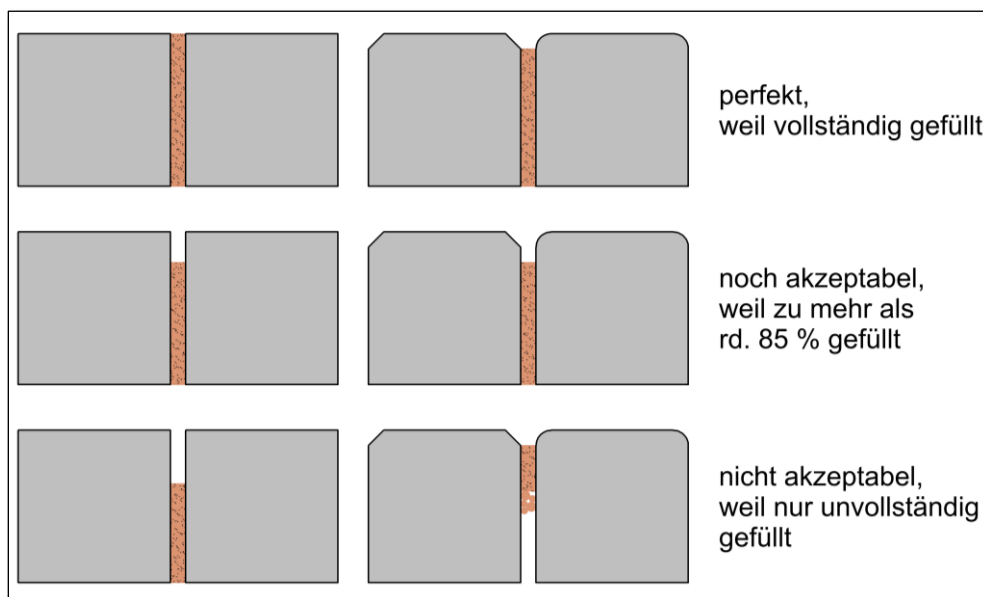 perfekt,
weil vollständig gefüllt
noch akzeptabel,
weil zu mehr als
rd. 85 % gefüllt
nicht akzeptabel,
weil nur unvollständig
gefüllt